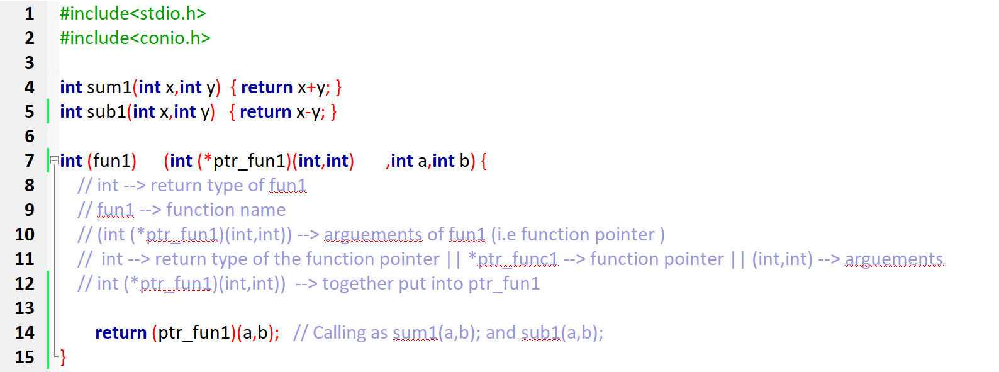 1 #include<stdio.h>
2 #include<conio.h>
3
4 int sum1(int x,int y)  { return x+y; }
5 int sub1(int x,int y)   { return x-y; }
6
7 int (fun1)      (int (*ptr_fun1)(int,int)       ,int a,int b) {
8 // int --> return type of fun1
9 // fun1 --> function name
10 // (int (*ptr_fun1)(int,int)) --> arguements of fun1 (i.e function pointer )
11 //  int --> return type of the function pointer || *ptr_func1 --> function pointer || (int,int) --> arguements
12 // int (*ptr_fun1)(int,int))  --> together put into ptr_fun1
13
14 return (ptr_fun1)(a,b);   // Calling as sum1(a,b); and sub1(a,b);
15 }